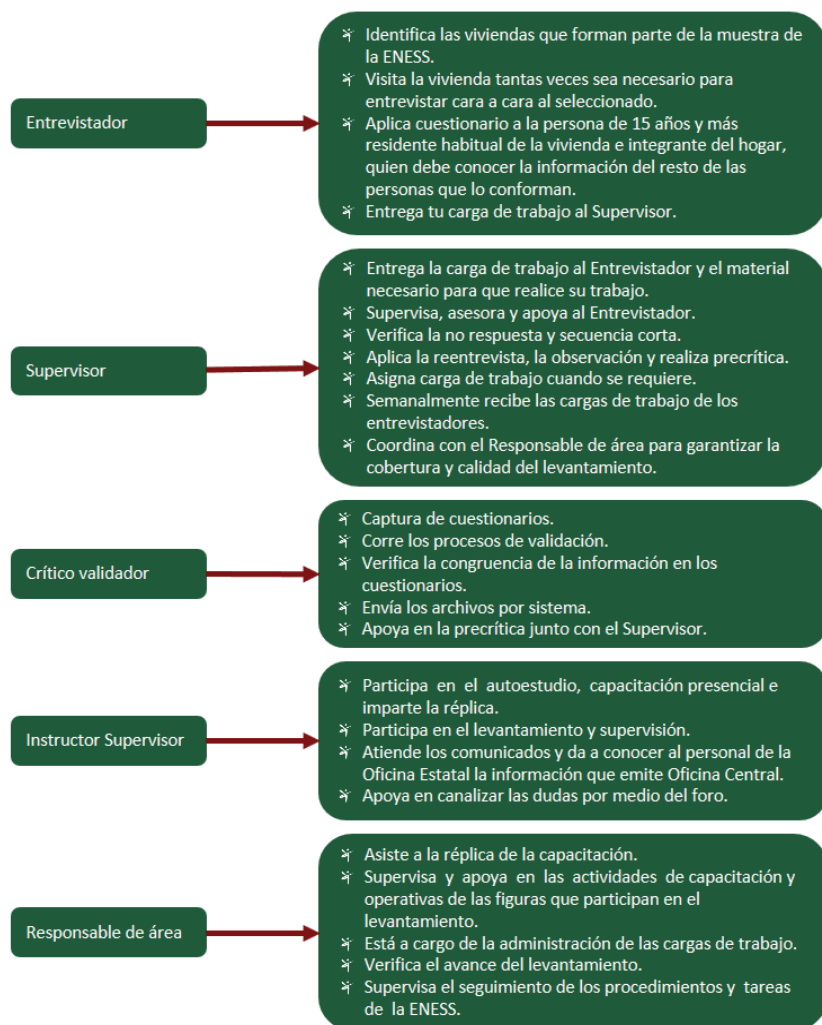 Entrevistador
Identifica las viviendas que forman parte de la muestra de
la ENESS.
Visita la vivienda tantas veces sea necesario para
entrevistar cara a cara al seleccionado.
Aplica cuestionario a la persona de 15 años y más
residente habitual de la vivienda e integrante del hogar,
quien debe conocer la información del resto de las
personas que lo conforman.
Entrega tu carga de trabajo al Supervisor.
Supervisor
Entrega la carga de trabajo al Entrevistador y el material
necesario para que realice su trabajo.
Supervisa, asesora y apoya al Entrevistador.
Verifica la no respuesta y secuencia corta.
Aplica la reentrevista, la observación y realiza precrítica.
Asigna carga de trabajo cuando se requiere.
Semanalmente recibe las cargas de trabajo de los
entrevistadores.
Coordina con el Responsable de área para garantizar la
cobertura y calidad del levantamiento.
Crítico validador
Captura de cuestionarios.
Corre los procesos de validación.
Verifica la congruencia de la información en los
cuestionarios.
Envía los archivos por sistema.
Apoya en la precrítica junto con el Supervisor.
Instructor Supervisor
Participa en el autoestudio, capacitación presencial e
imparte la réplica.
Participa en el levantamiento y supervisión.
Atiende los comunicados y da a conocer al personal de la
Oficina Estatal la información que emite Oficina Central.
Apoya en canalizar las dudas por medio del foro.
Responsable de área
Asiste a la réplica de la capacitación.
Supervisa y apoya en las actividades de capacitación y
operativas de las figuras que participan en el
levantamiento.
Está a cargo de la administración de las cargas de trabajo.
Verifica el avance del levantamiento.
Supervisa el seguimiento de los procedimientos y tareas
de la ENESS.